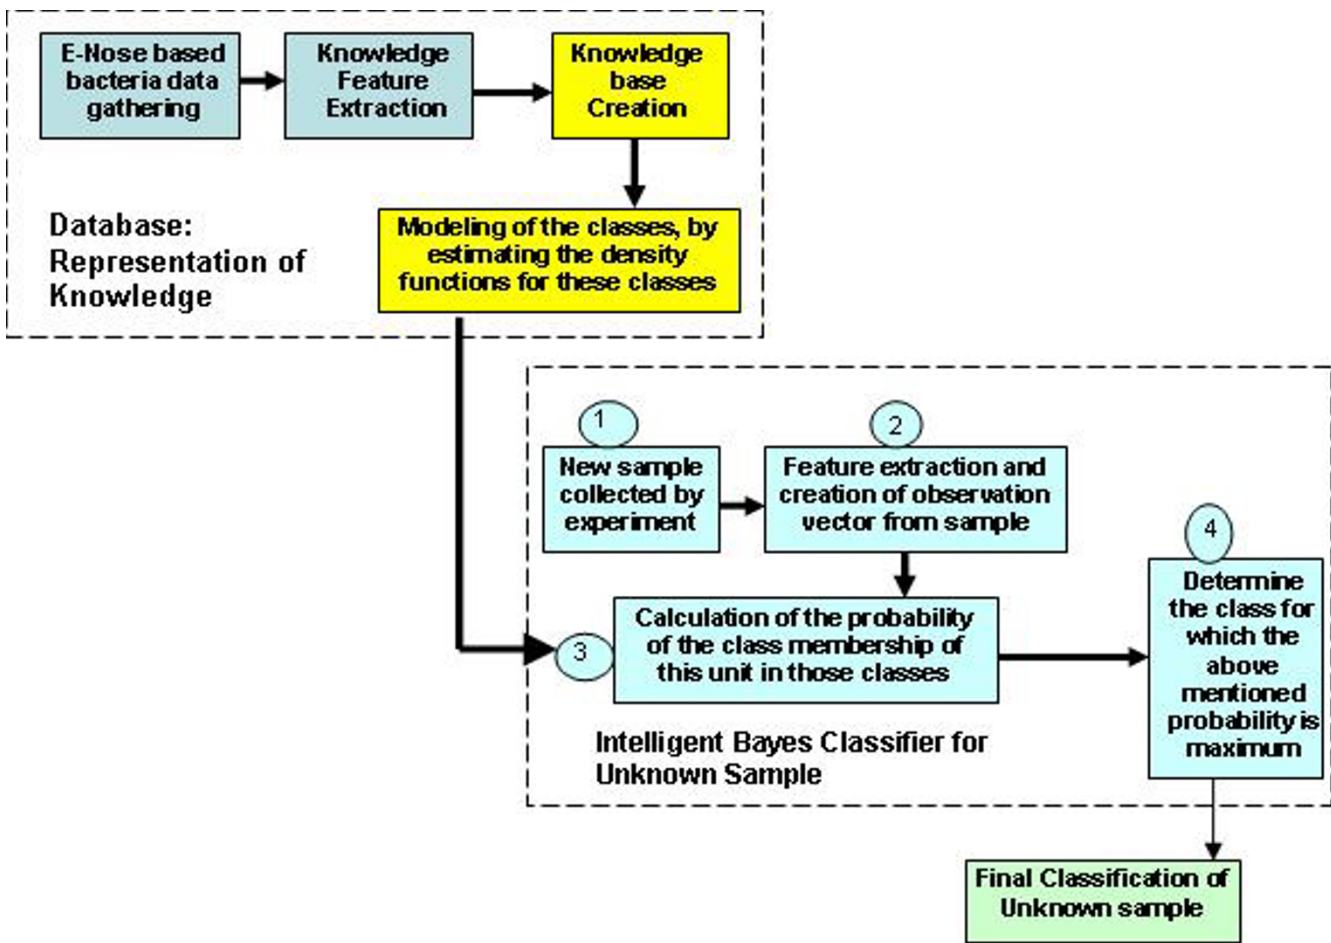 E-Nose based
bacteria data
gathering
Knowledge
Feature
Extraction
Knowledge
base
Creation
Database:
Representation of
Knowledge
Modeling of the classes, by
estimating the density
functions for these classes
1
New sample
collected by
experiment
2
Feature extraction and
creation of observation
vector from sample
3
Calculation of the probability
of the class membership of
this unit in those classes
4
Determine
the class for
which the
above
mentioned
probability is
maximum
Intelligent Bayes Classifier for
Unknown Sample
Final Classification of
Unknown sample